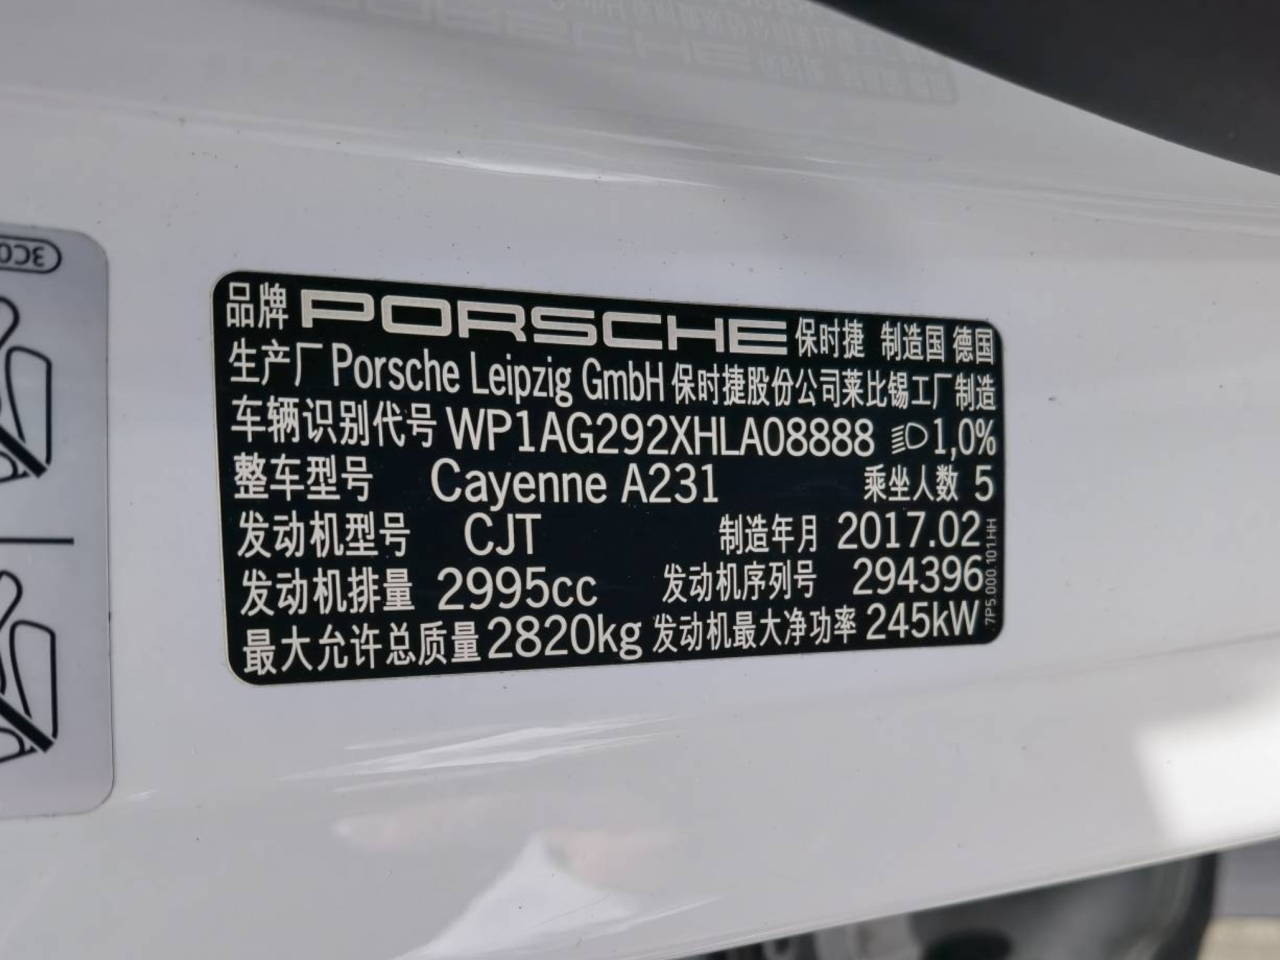 品牌 PORSCHE 保时捷 制造国 德国
生产厂 Porsche Leipzig GmbH 保时捷股份公司莱比锡工厂制造
车辆识别代号 WP1AG292XHLA08888 1,0%
整车型号 Cayenne A231 乘坐人数 5
发动机型号 CJT 制造年月 2017.02
发动机排量 2995cc 发动机序列号 294396
最大允许总质量 2820kg 发动机最大净功率 245kW
7P5.000.101.HH
3C0